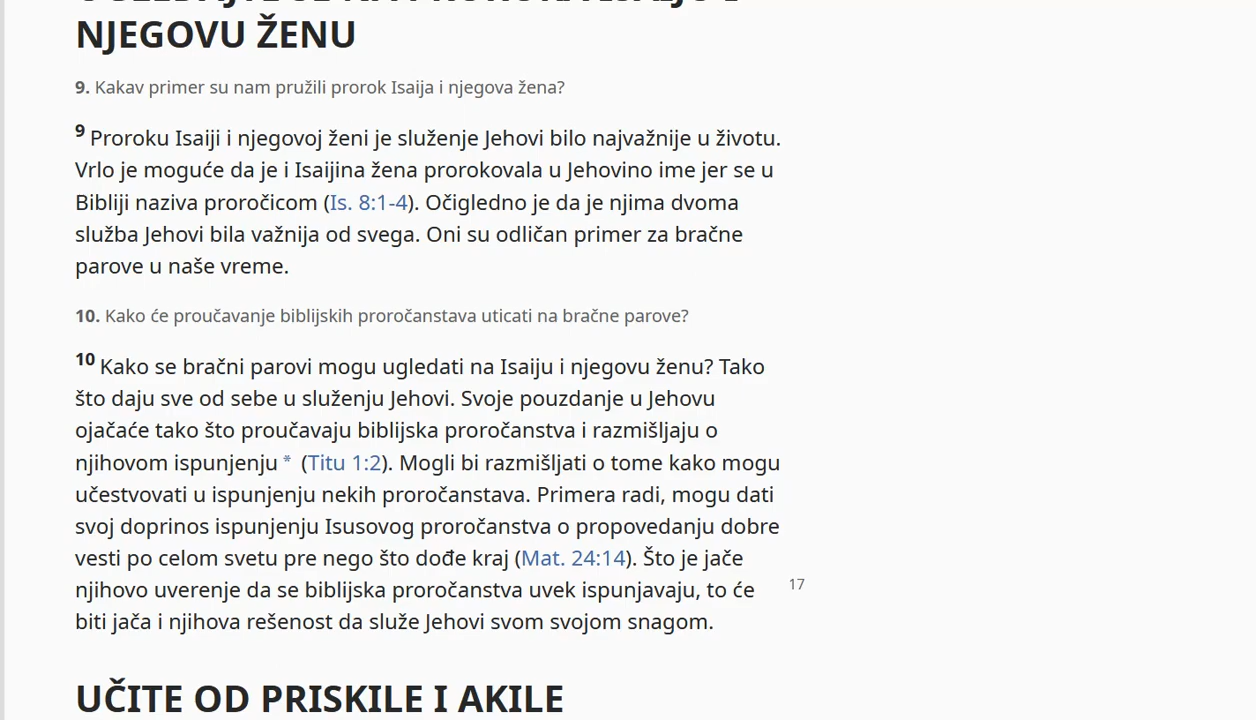 NJEGOVU ŽENU
9. Kakav primer su nam pružili prorok Isaija i njegova žena?
9 Proroku Isaiji i njegovoj ženi je služenje Jehovi bilo najvažnije u životu.
Vrlo je moguće da je i Isaijina žena prorokovala u Jehovino ime jer se u
Bibliji naziva proročicom (Is. 8:1-4). Očigledno je da je njima dvoma
služba Jehovi bila važnija od svega. Oni su odličan primer za bračne
parove u naše vreme.
10. Kako će proučavanje biblijskih proročanstava uticati na bračne parove?
10 Kako se bračni parovi mogu ugledati na Isaiju i njegovu ženu? Tako
što daju sve od sebe u služenju Jehovi. Svoje pouzdanje u Jehovu
ojačaće tako što proučavaju biblijska proročanstva i razmišljaju o
njihovom ispunjenju * (Titu 1:2). Mogli bi razmišljati o tome kako mogu
učestvovati u ispunjenju nekih proročanstava. Primera radi, mogu dati
svoj doprinos ispunjenju Isusovog proročanstva o propovedanju dobre
vesti po celom svetu pre nego što dođe kraj (Mat. 24:14). Što je jače
njihovo uverenje da se biblijska proročanstva uvek ispunjavaju, to će
17
biti jača i njihova rešenost da služe Jehovi svom svojom snagom.
UČITE OD PRISKILE I AKILE